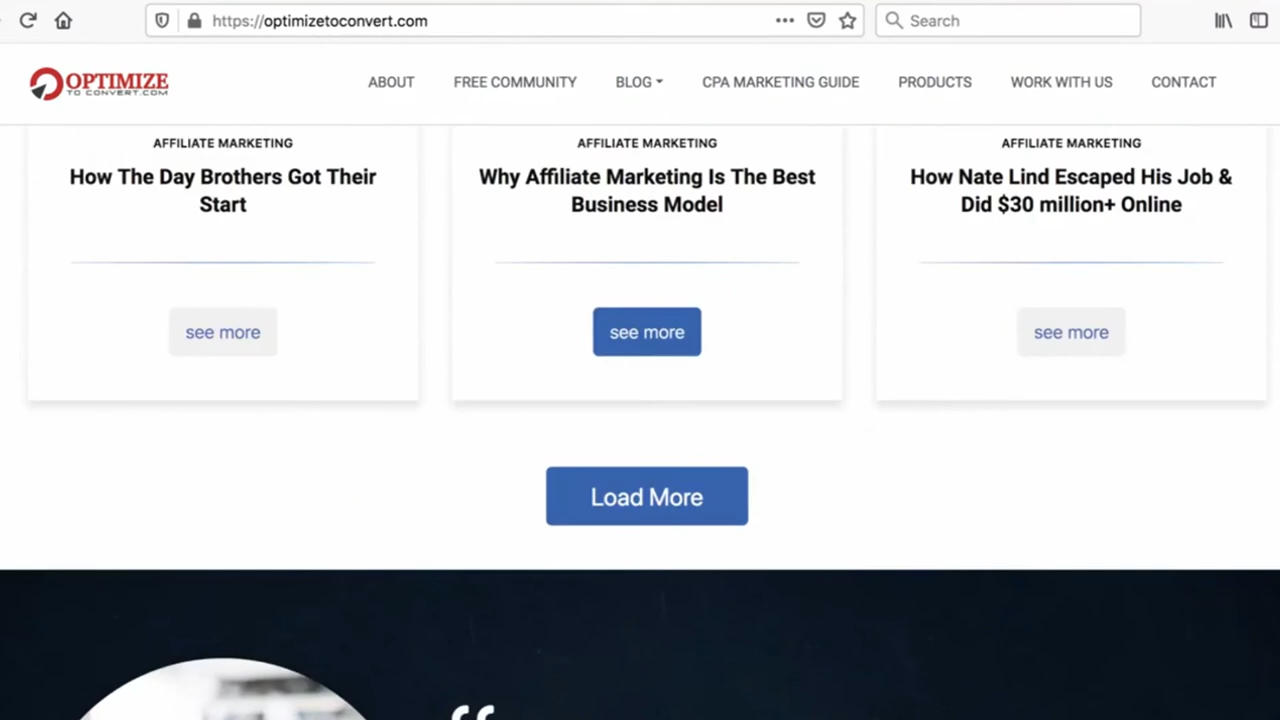 https://optimizetoconvert.com
Search
OPTIMIZE
TO CONVERT.COM
ABOUT
FREE COMMUNITY
BLOG
CPA MARKETING GUIDE
PRODUCTS
WORK WITH US
CONTACT
AFFILIATE MARKETING
How The Day Brothers Got Their
Start
see more
AFFILIATE MARKETING
Why Affiliate Marketing Is The Best
Business Model
see more
AFFILIATE MARKETING
How Nate Lind Escaped His Job &
Did $30 million+ Online
see more
Load More
“